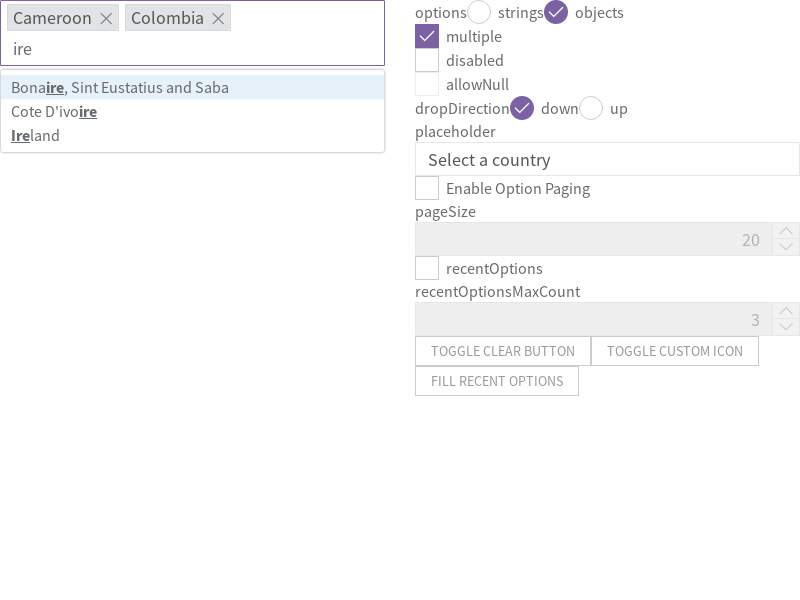 Cameroon
Colombia
ire
Bonaire, Sint Eustatius and Saba
Cote D'ivoire
Ireland
options strings objects
multiple
disabled
allowNull
dropDirection down up
placeholder
Select a country
Enable Option Paging
pageSize
20
recentOptions
recentOptionsMaxCount
3
TOGGLE CLEAR BUTTON TOGGLE CUSTOM ICON
FILL RECENT OPTIONS